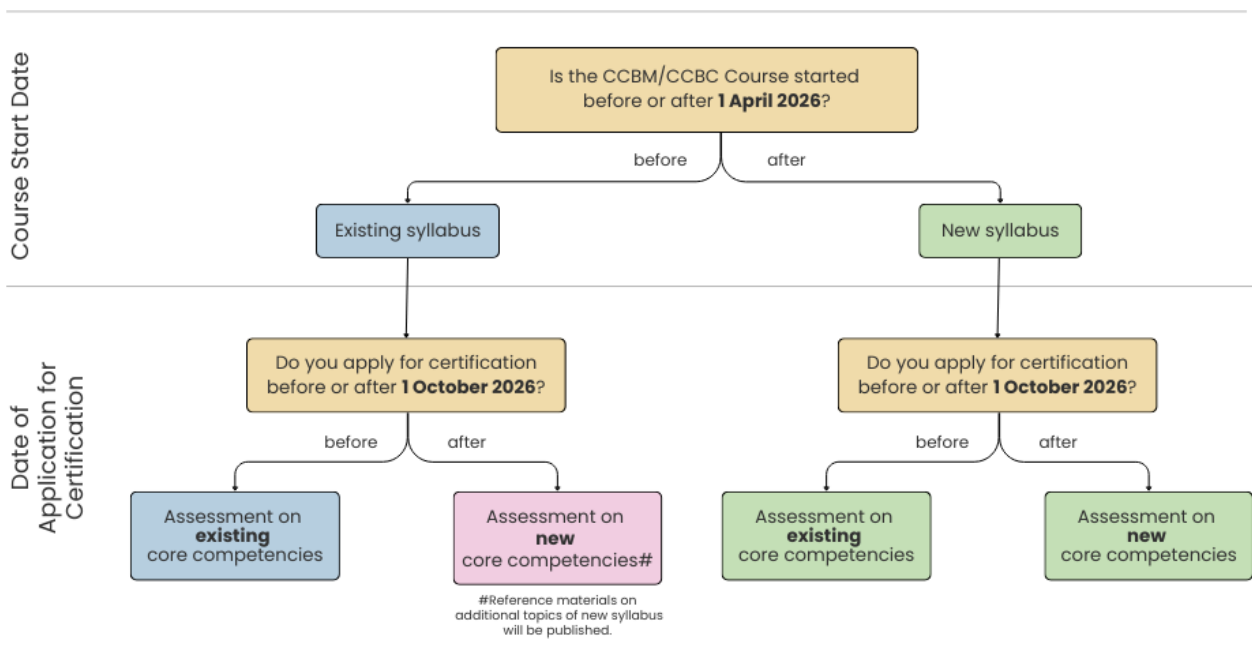 Course Start Date
Is the CCBM/CCBC Course started
before or after 1 April 2026?
before
after
Existing syllabus
New syllabus
Date of
Application for
Certification
Do you apply for certification
before or after 1 October 2026?
before
after
Assessment on
existing
core competencies
Assessment on
new
core competencies#
#Reference materials on
additional topics of new syllabus
will be published.
Do you apply for certification
before or after 1 October 2026?
before
after
Assessment on
existing
core competencies
Assessment on
new
core competencies